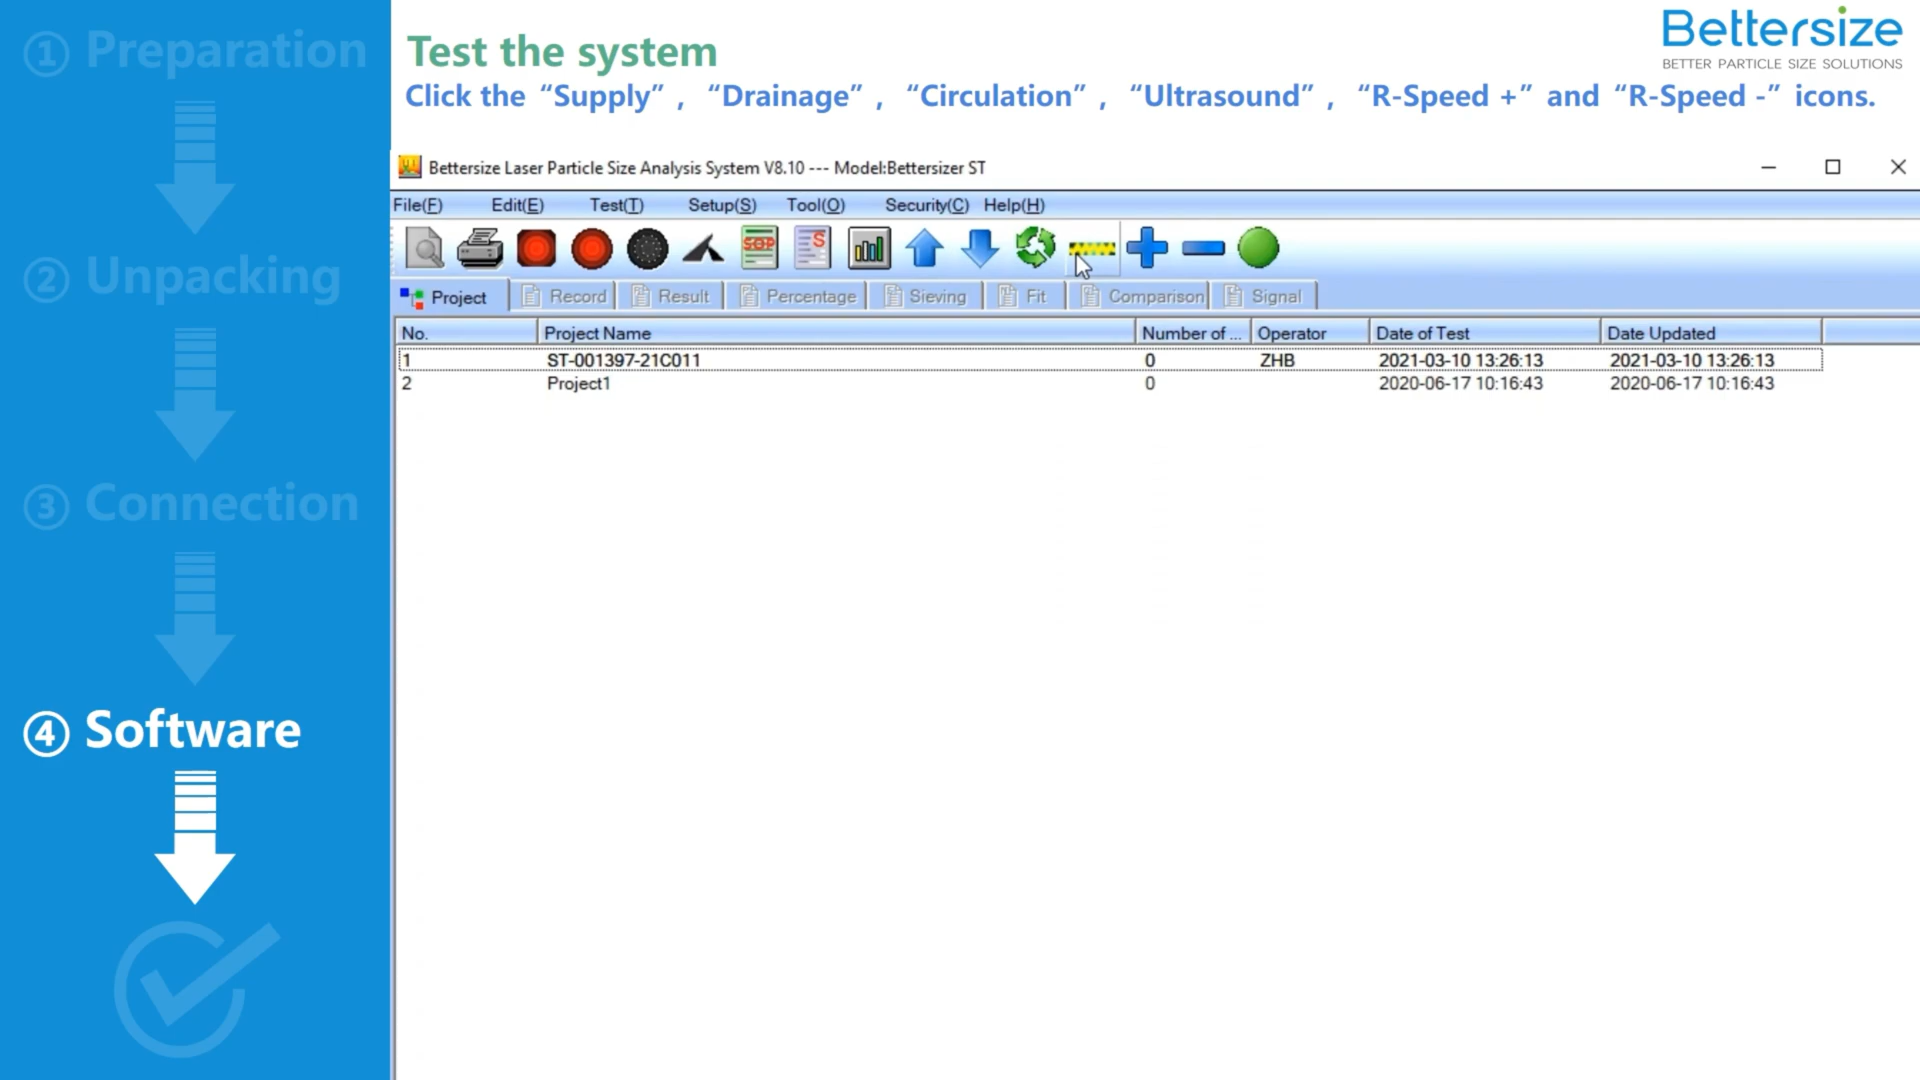 ① Preparation
② Unpacking
③ Connection
④ Software
Test the system
Click the “Supply”, “Drainage”, “Circulation”, “Ultrasound”, “R-Speed +” and “R-Speed -” icons.
Bettersize
BETTER PARTICLE SIZE SOLUTIONS
Bettersize Laser Particle Size Analysis System V8.10 --- Model:Bettersizer ST
File(F) Edit(E) Test(T) Setup(S) Tool(O) Security(C) Help(H)
SOP S
Project Record Result Percentage Sieving Fit Comparison Signal
No. Project Name Number of ... Operator Date of Test Date Updated
1 ST-001397-21C011 0 ZHB 2021-03-10 13:26:13 2021-03-10 13:26:13
2 Project1 0 2020-06-17 10:16:43 2020-06-17 10:16:43